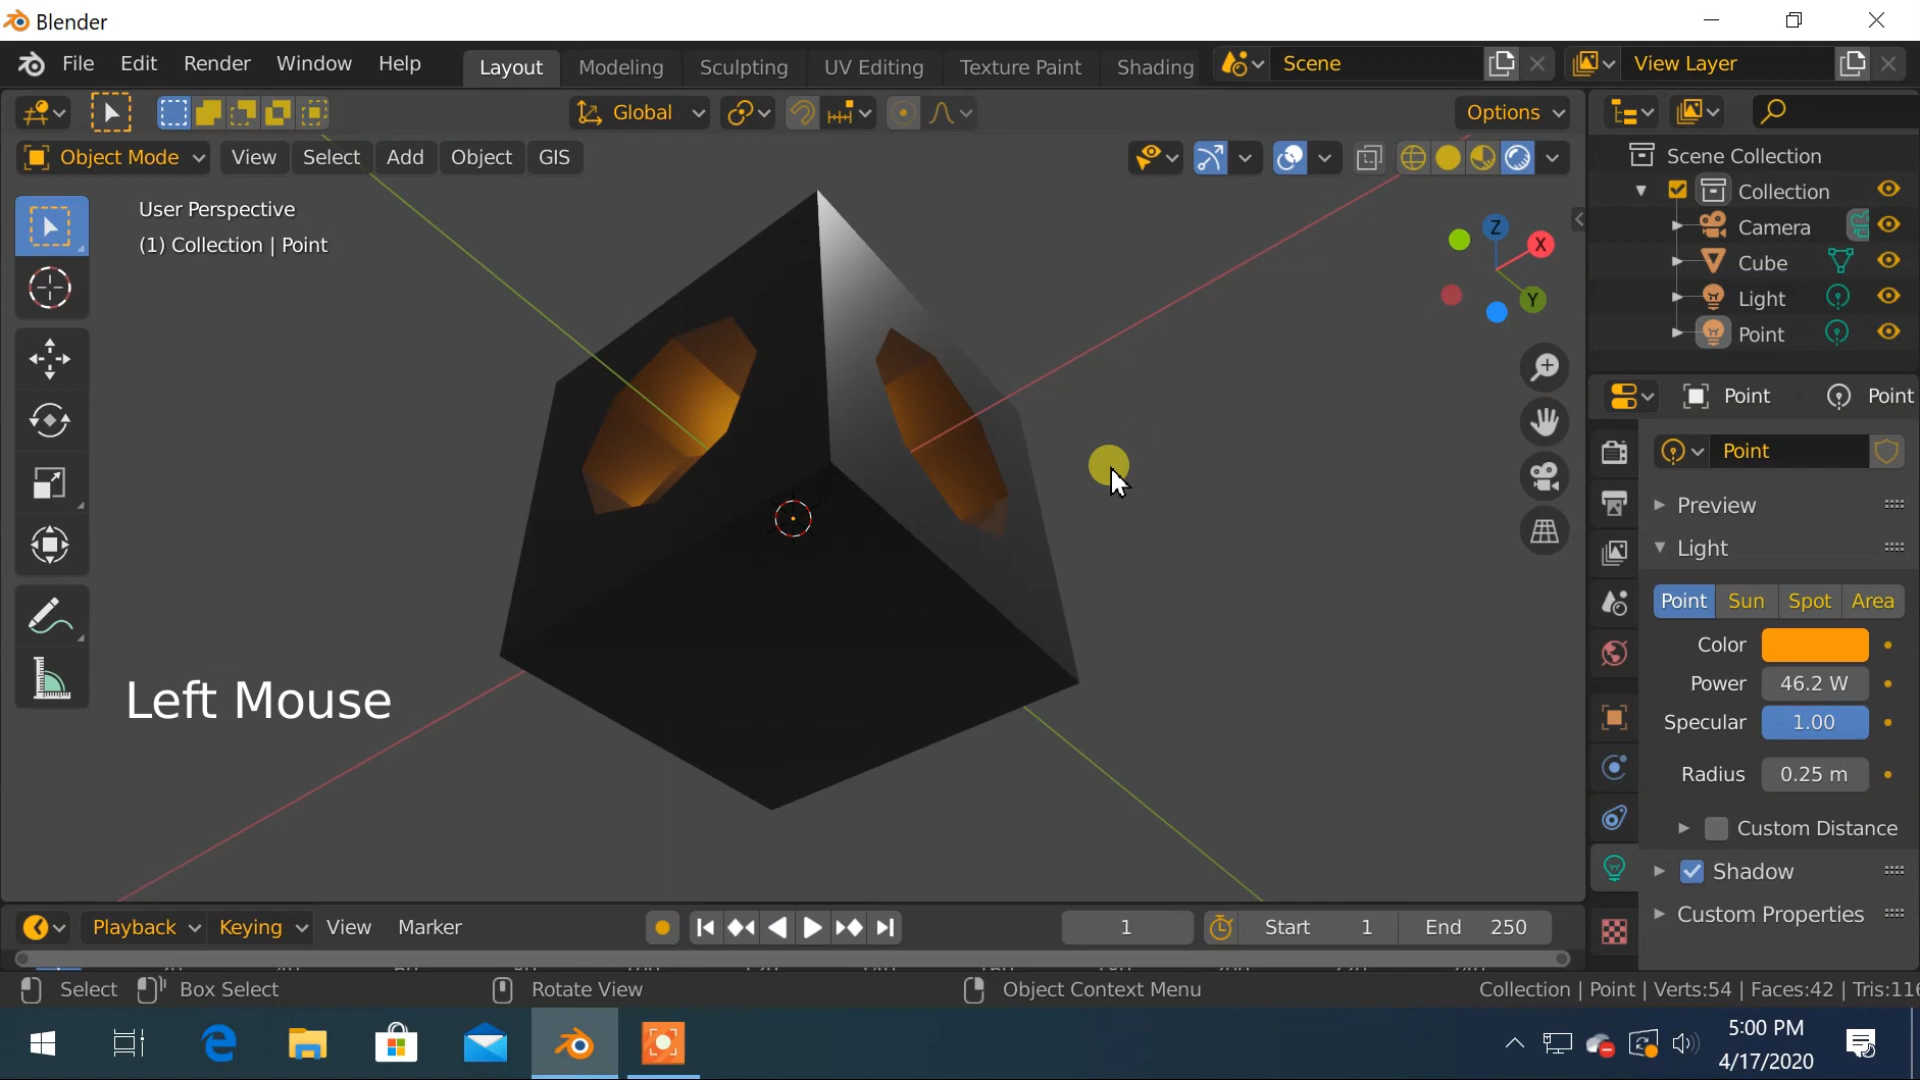 Blender
File Edit Render Window Help Layout Modeling Sculpting UV Editing Texture Paint Shading Scene View Layer
Global Options
Object Mode View Select Add Object GIS
User Perspective
(1) Collection | Point
Z
X
Y
Scene Collection
Collection
Camera
Cube
Light
Point
Point Point
Point
Preview
Light
Point Sun Spot Area
Color
Power 46.2 W
Specular 1.00
Radius 0.25 m
Custom Distance
Shadow
Custom Properties
Left Mouse
Playback Keying View Marker 1 Start 1 End 250
Select Box Select Rotate View Object Context Menu Collection | Point | Verts:54 | Faces:42 | Tris:116
5:00 PM
4/17/2020